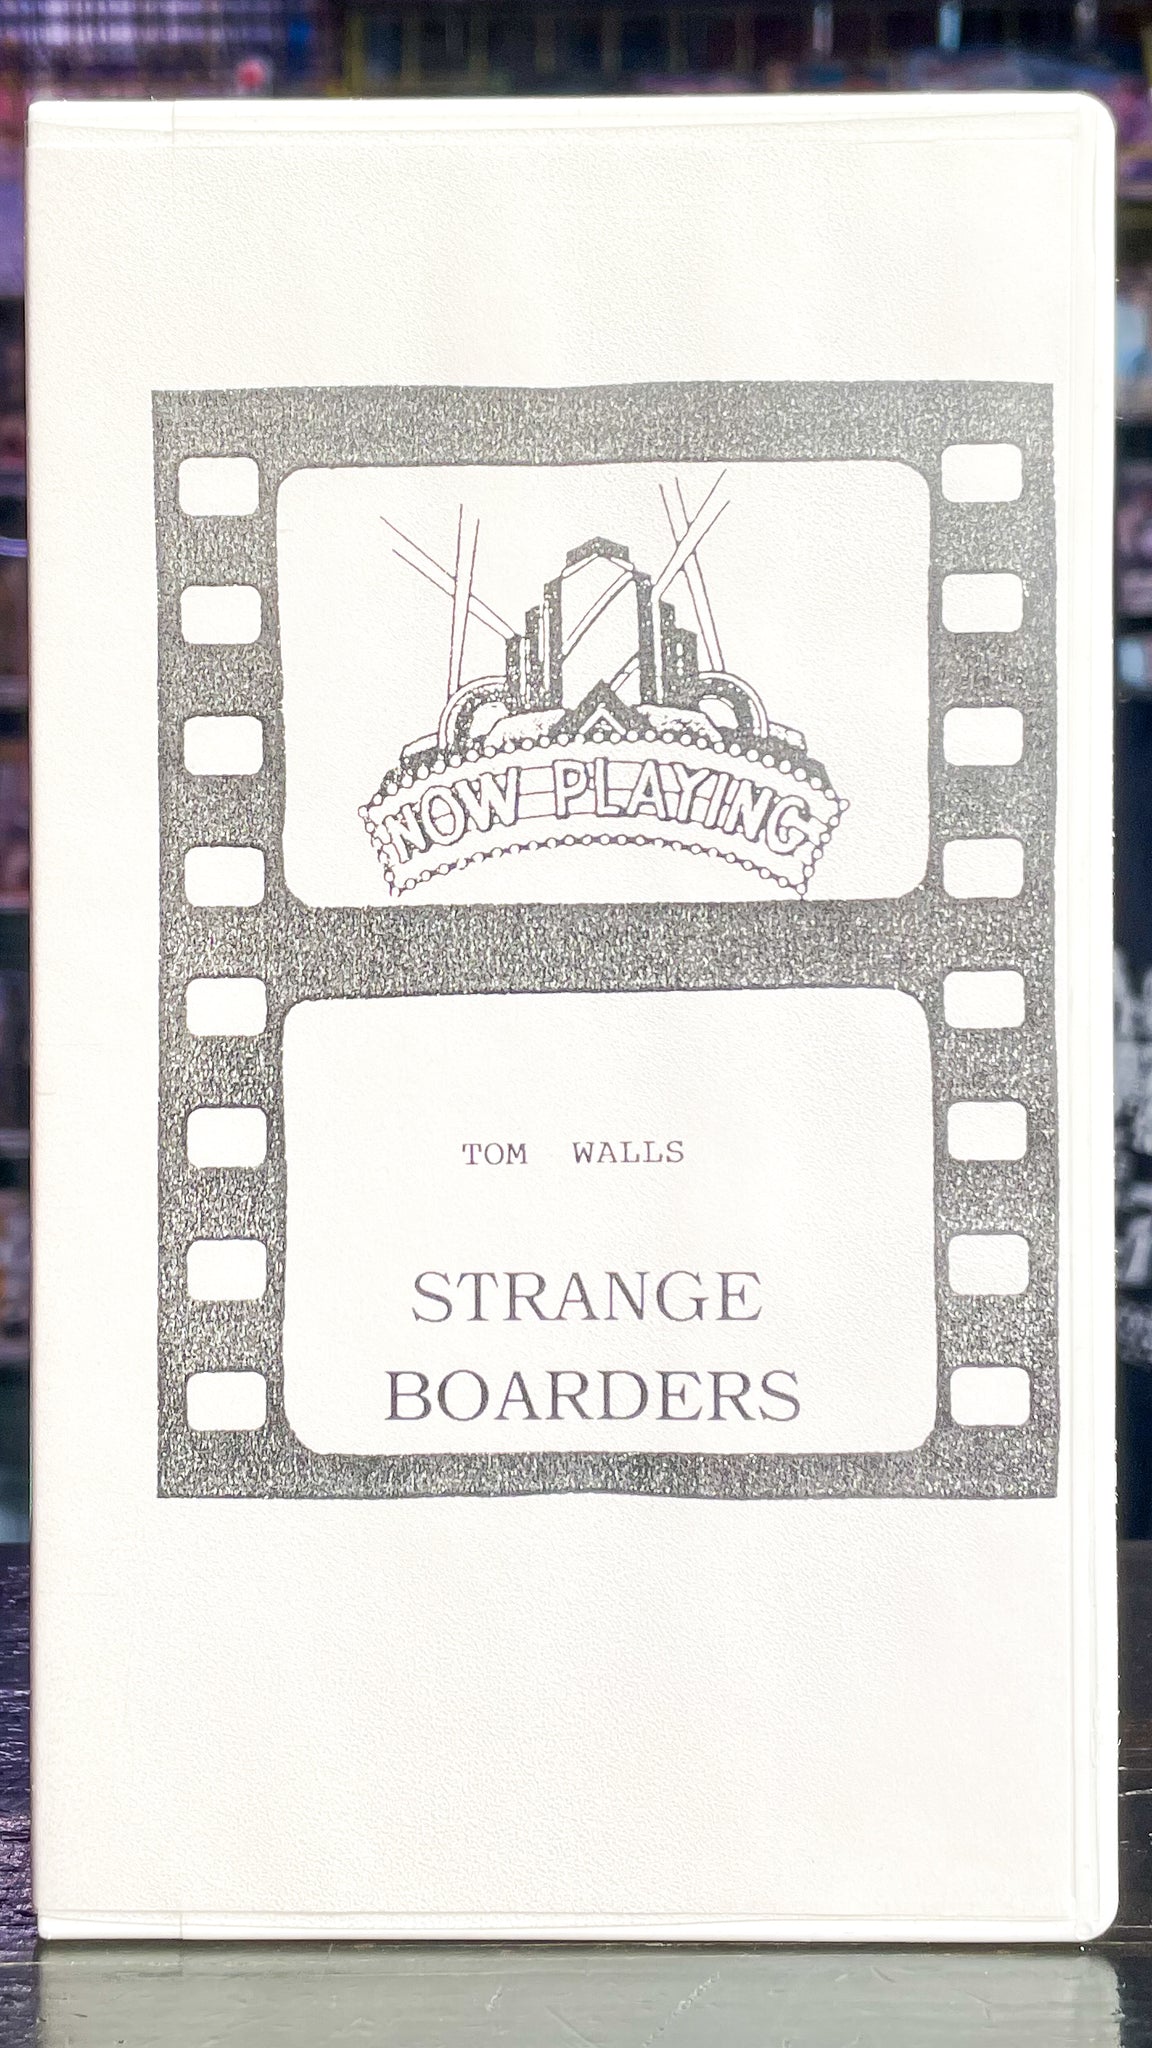 NOW PLAYING
TOM WALLS
STRANGE
BOARDERS